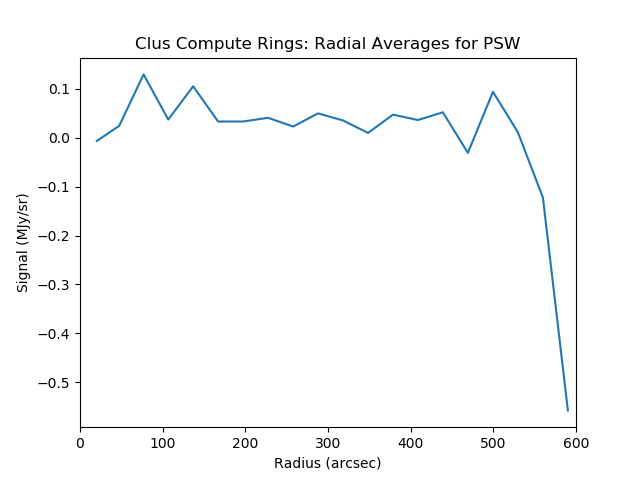 Clus Compute Rings: Radial Averages for PSW
0.1
0.0
−0.1
−0.2
−0.3
−0.4
−0.5
Signal (MJy/sr)
0 100 200 300 400 500 600
Radius (arcsec)